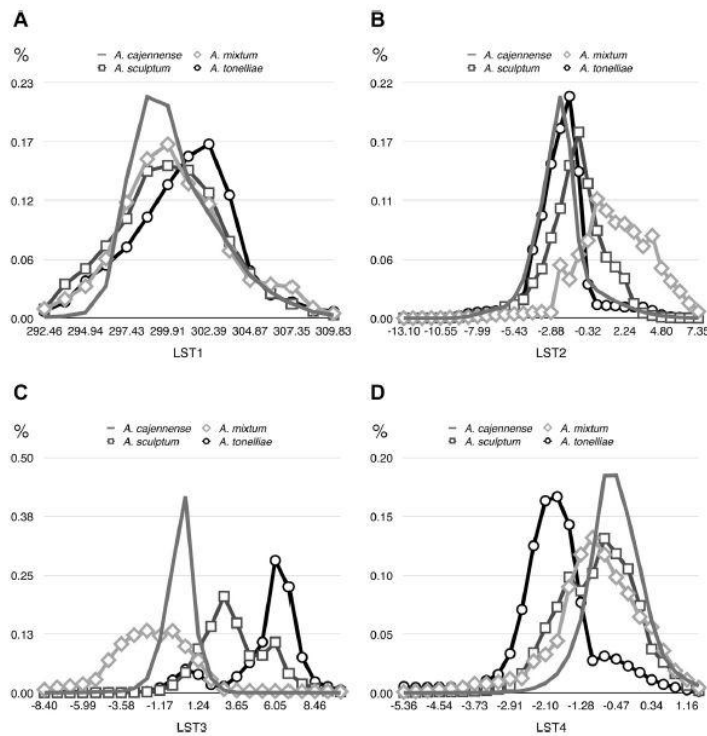 A
%
A. cajennense A. mixtum
A. sculptum A. tonelliae
0.23
0.17
0.12
0.06
0.00
292.46 294.94 297.43 299.91 302.39 304.87 307.35 309.83
LST1
B
%
A. cajennense A. mixtum
A. sculptum A. tonelliae
0.22
0.17
0.11
0.06
0.00
-13.10 -10.55 -7.99 -5.43 -2.88 -0.32 2.24 4.80 7.35
LST2
C
%
A. cajennense A. mixtum
A. sculptum A. tonelliae
0.50
0.38
0.25
0.13
0.00
-8.40 -5.99 -3.58 -1.17 1.24 3.65 6.05 8.46
LST3
D
%
A. cajennense A. mixtum
A. sculptum A. tonelliae
0.20
0.15
0.10
0.05
0.00
-5.36 -4.54 -3.73 -2.91 -2.10 -1.28 -0.47 0.34 1.16
LST4